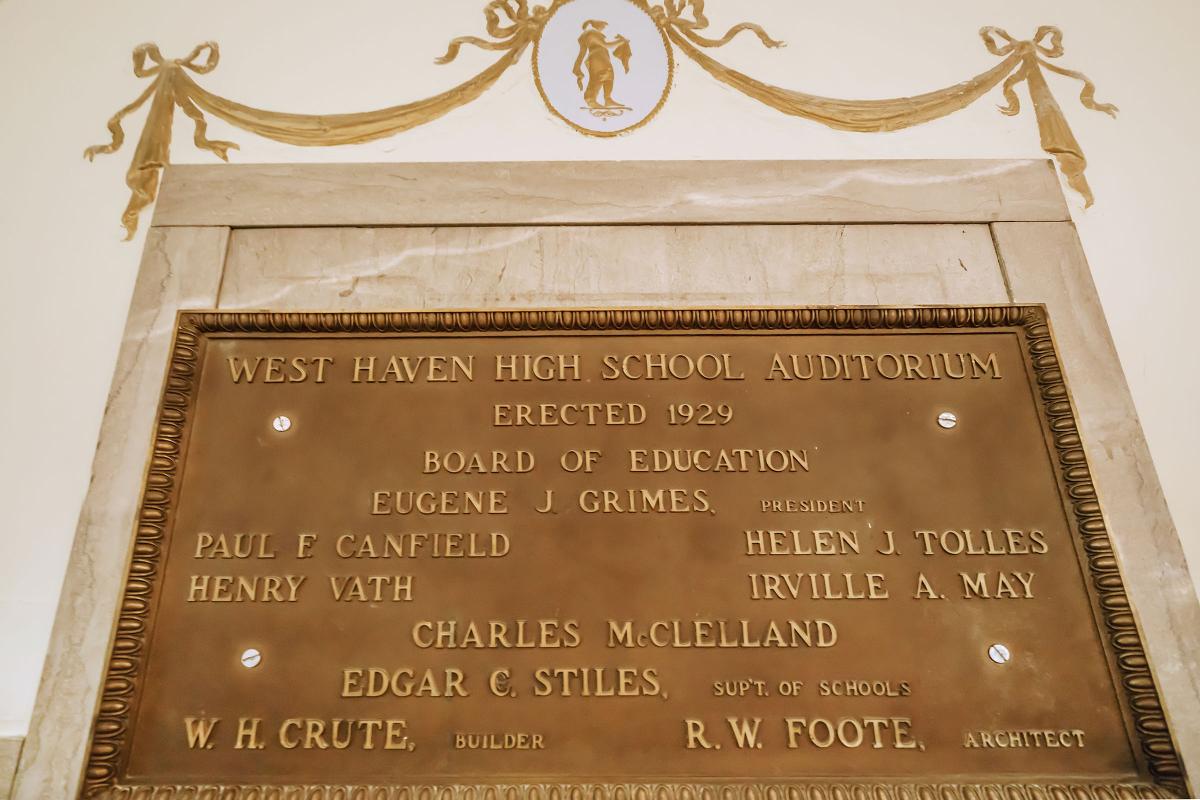 WEST HAVEN HIGH SCHOOL AUDITORIUM
ERECTED 1929
BOARD OF EDUCATION
EUGENE J. GRIMES, PRESIDENT
PAUL F. CANFIELD HELEN J. TOLLES
HENRY VATH IRVILLE A. MAY
CHARLES McCLELLAND
EDGAR C. STILES, SUP'T. OF SCHOOLS
W. H. CRUTE, BUILDER R. W. FOOTE, ARCHITECT